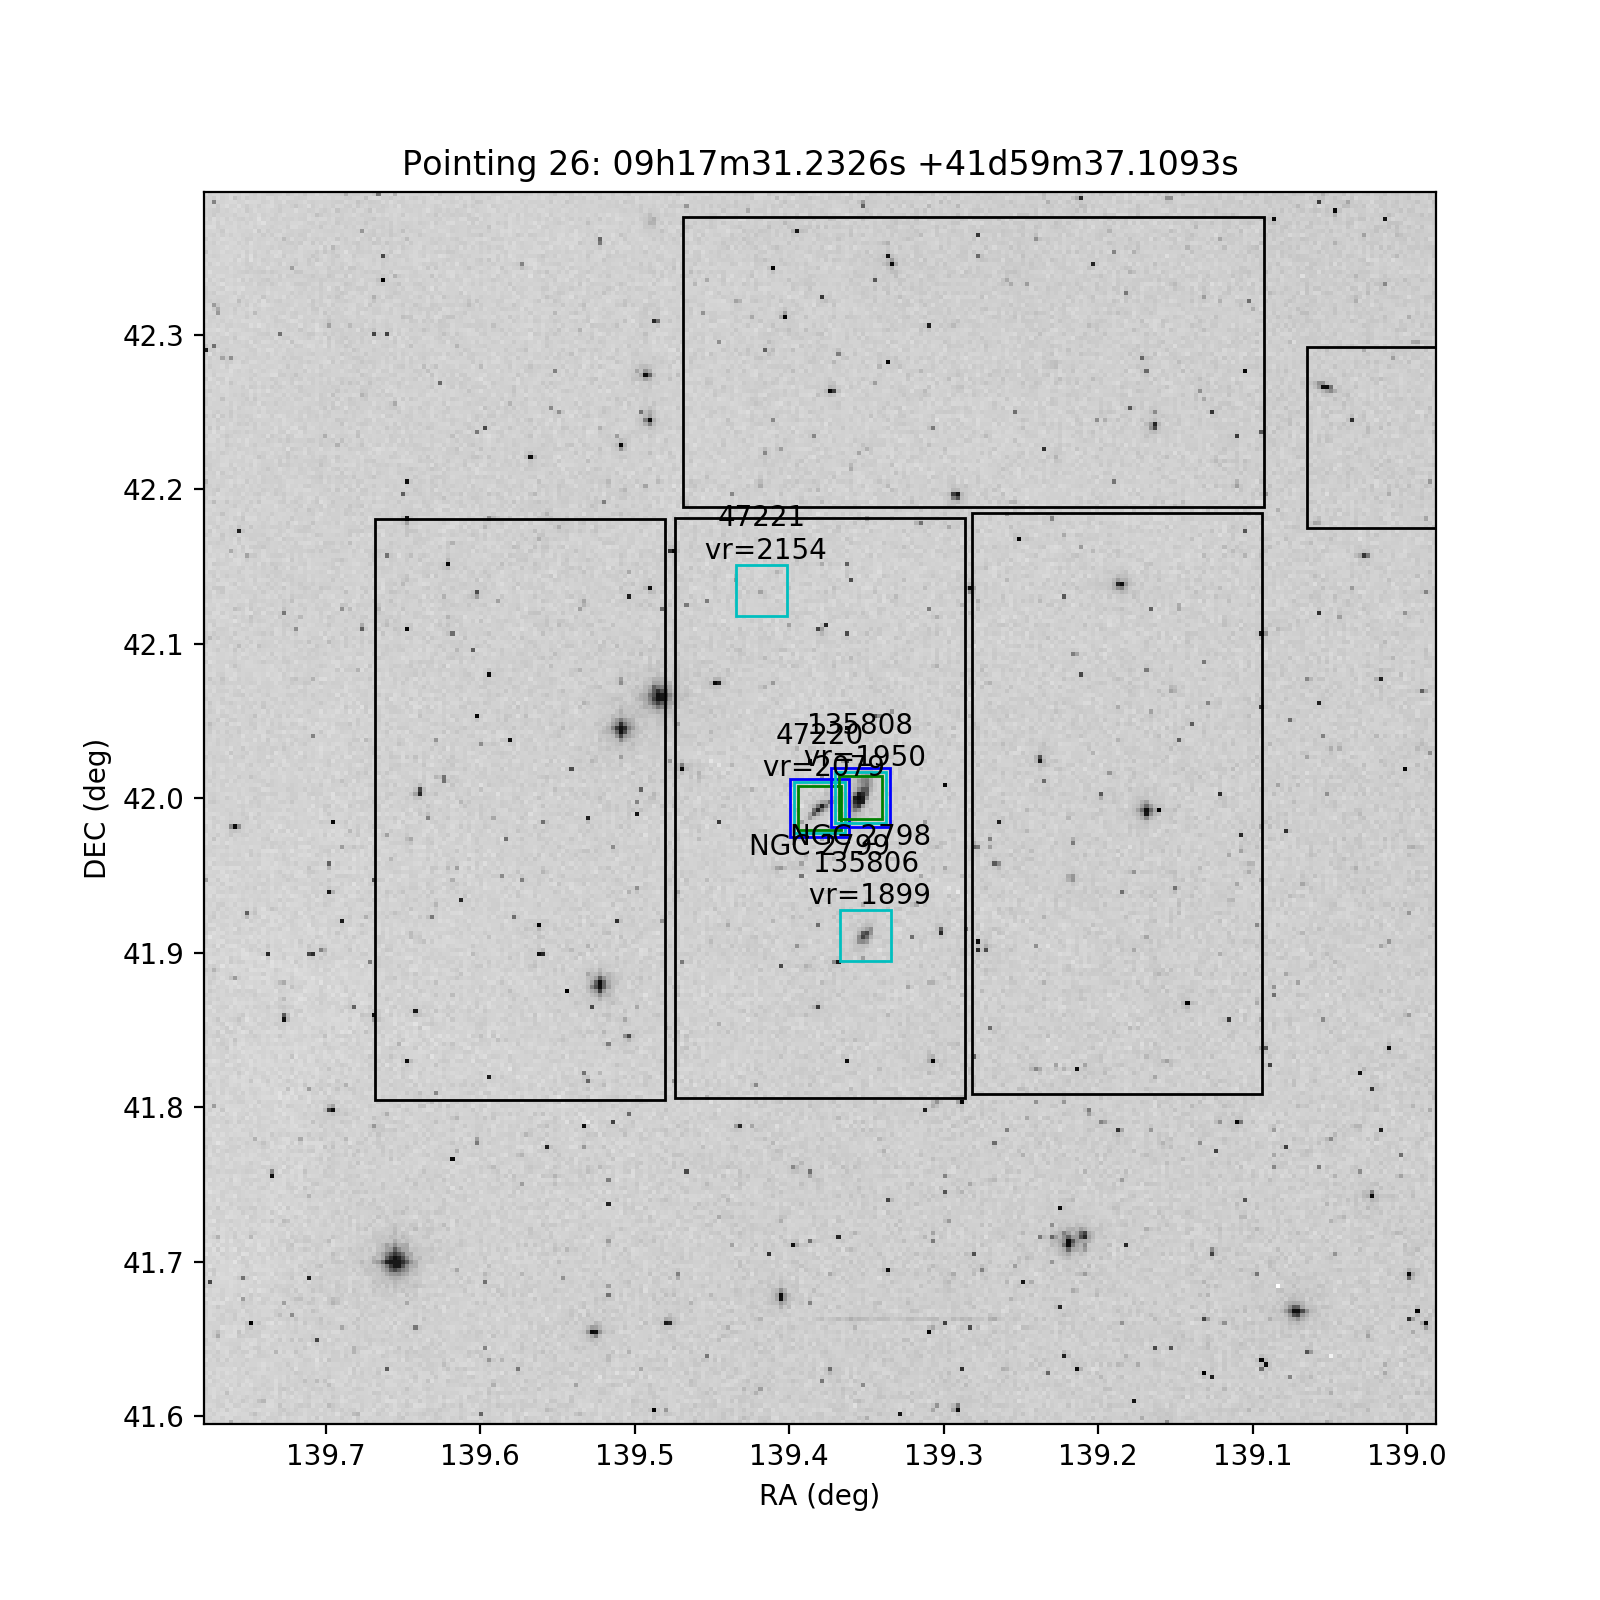 Pointing 26: 09h17m31.2326s +41d59m37.1093s
42.3
42.2
42.1
42.0
41.9
41.8
41.7
41.6
DEC (deg)
47221
vr=2154
135808
vr=1950
47220
vr=2079
NGC 2798
NGC 2799
135806
vr=1899
139.7
139.6
139.5
139.4
139.3
139.2
139.1
139.0
RA (deg)